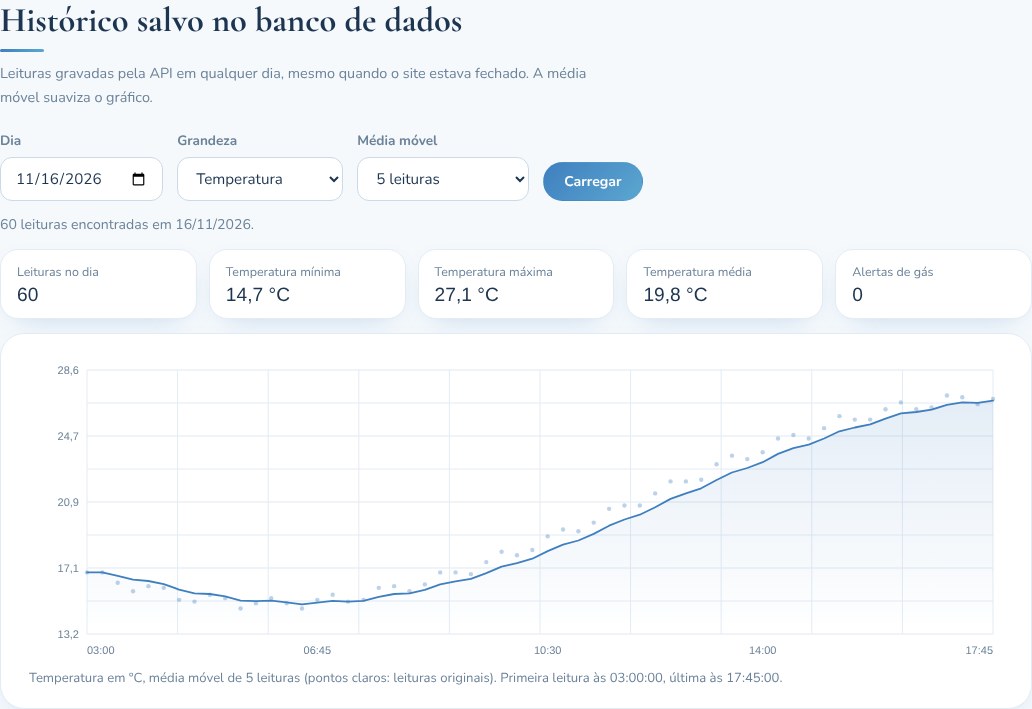 Histórico salvo no banco de dados
Leituras gravadas pela API em qualquer dia, mesmo quando o site estava fechado. A média
móvel suaviza o gráfico.
Dia
Grandeza
Média móvel
11/16/2026
Temperatura
5 leituras
Carregar
60 leituras encontradas em 16/11/2026.
Leituras no dia
60
Temperatura mínima
14,7 °C
Temperatura máxima
27,1 °C
Temperatura média
19,8 °C
Alertas de gás
0
28,6
24,7
20,9
17,1
13,2
03:00
06:45
10:30
14:00
17:45
Temperatura em °C, média móvel de 5 leituras (pontos claros: leituras originais). Primeira leitura às 03:00:00, última às 17:45:00.